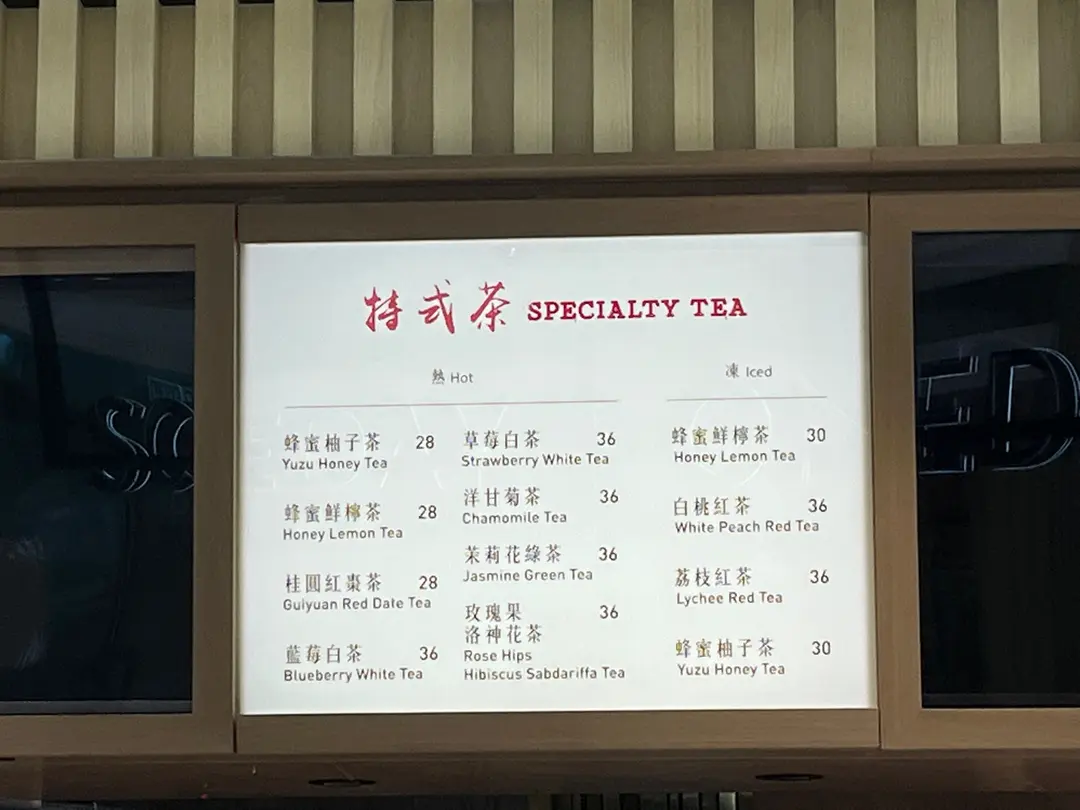 特式茶 SPECIALTY TEA
熱 Hot
蜂蜜柚子茶 28
Yuzu Honey Tea
蜂蜜鮮檸茶 28
Honey Lemon Tea
桂圓紅棗茶 28
Guiyuan Red Date Tea
藍莓白茶 36
Blueberry White Tea
草莓白茶 36
Strawberry White Tea
洋甘菊茶 36
Chamomile Tea
茉莉花綠茶 36
Jasmine Green Tea
玫瑰果 36
洛神花茶
Rose Hips
Hibiscus Sabdariffa Tea
凍 Iced
蜂蜜鮮檸茶 30
Honey Lemon Tea
白桃紅茶 36
White Peach Red Tea
荔枝紅茶 36
Lychee Red Tea
蜂蜜柚子茶 30
Yuzu Honey Tea